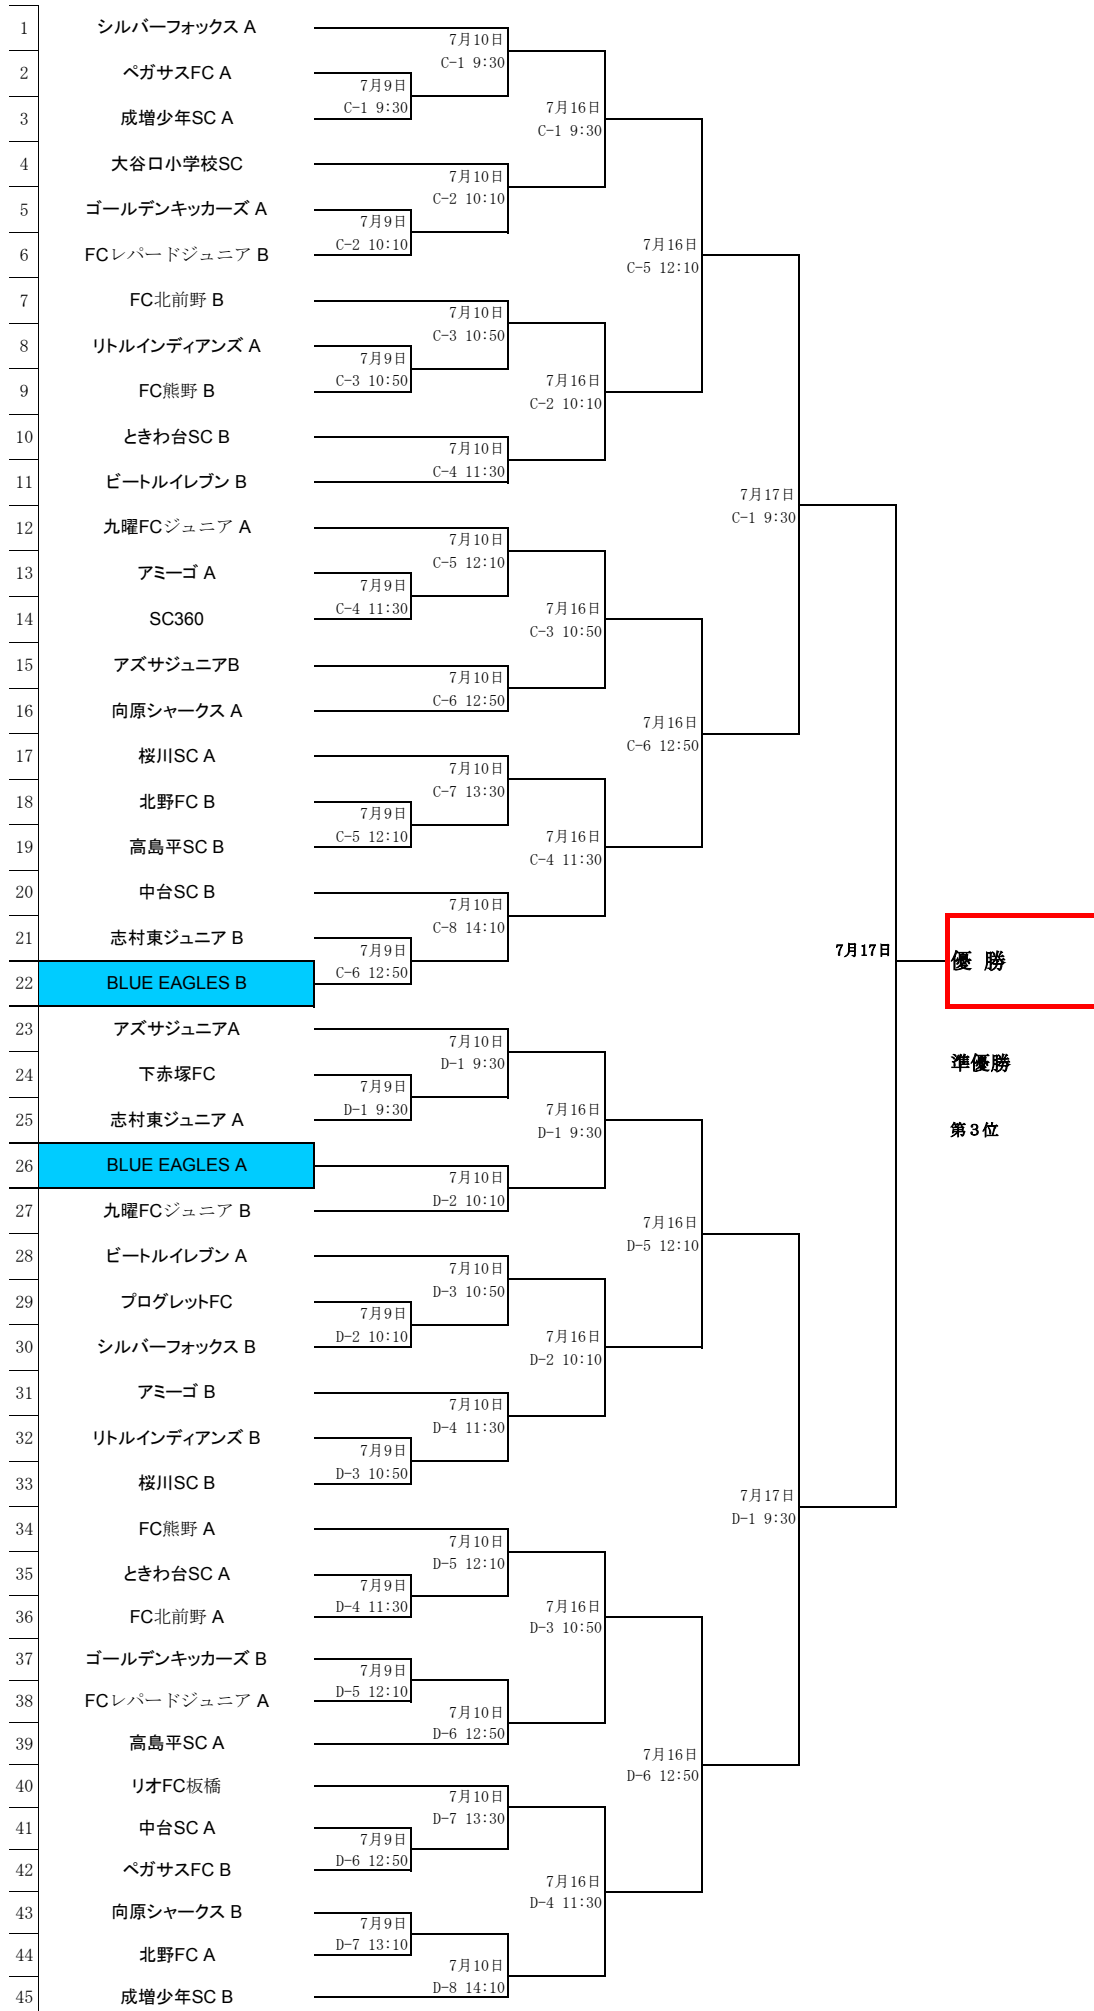 1 シルバーフォックス A
7月10日
C-1 9:30
2 ペガサスFC A
7月9日
C-1 9:30
3 成増少年SC A
7月16日
C-1 9:30
4 大谷口小学校SC
7月10日
C-2 10:10
5 ゴールデンキッカーズ A
7月9日
C-2 10:10
6 FCレパードジュニア B
7月16日
C-5 12:10
7 FC北前野 B
7月10日
C-3 10:50
8 リトルインディアンズ A
7月9日
C-3 10:50
9 FC熊野 B
7月16日
C-2 10:10
10 ときわ台SC B
7月10日
C-4 11:30
11 ビートルイレブン B
7月17日
C-1 9:30
12 九曜FCジュニア A
7月10日
C-5 12:10
13 アミーゴ A
7月9日
C-4 11:30
14 SC360
7月16日
C-3 10:50
15 アズサジュニアB
7月10日
C-6 12:50
16 向原シャークス A
7月16日
C-6 12:50
17 桜川SC A
7月10日
C-7 13:30
18 北野FC B
7月9日
C-5 12:10
19 高島平SC B
7月16日
C-4 11:30
20 中台SC B
7月10日
C-8 14:10
21 志村東ジュニア B
7月9日
C-6 12:50
22 BLUE EAGLES B
7月17日
優 勝
準優勝
第3位
23 アズサジュニアA
7月10日
D-1 9:30
24 下赤塚FC
7月9日
D-1 9:30
25 志村東ジュニア A
7月16日
D-1 9:30
26 BLUE EAGLES A
7月10日
D-2 10:10
27 九曜FCジュニア B
7月16日
D-5 12:10
28 ビートルイレブン A
7月10日
D-3 10:50
29 プログレットFC
7月9日
D-2 10:10
30 シルバーフォックス B
7月16日
D-2 10:10
31 アミーゴ B
7月10日
D-4 11:30
32 リトルインディアンズ B
7月9日
D-3 10:50
33 桜川SC B
7月17日
D-1 9:30
34 FC熊野 A
7月10日
D-5 12:10
35 ときわ台SC A
7月9日
D-4 11:30
36 FC北前野 A
7月16日
D-3 10:50
37 ゴールデンキッカーズ B
7月9日
D-5 12:10
38 FCレパードジュニア A
7月10日
D-6 12:50
39 高島平SC A
7月16日
D-6 12:50
40 リオFC板橋
7月10日
D-7 13:30
41 中台SC A
7月9日
D-6 12:50
42 ペガサスFC B
7月16日
D-4 11:30
43 向原シャークス B
7月9日
D-7 13:10
44 北野FC A
7月10日
D-8 14:10
45 成増少年SC B